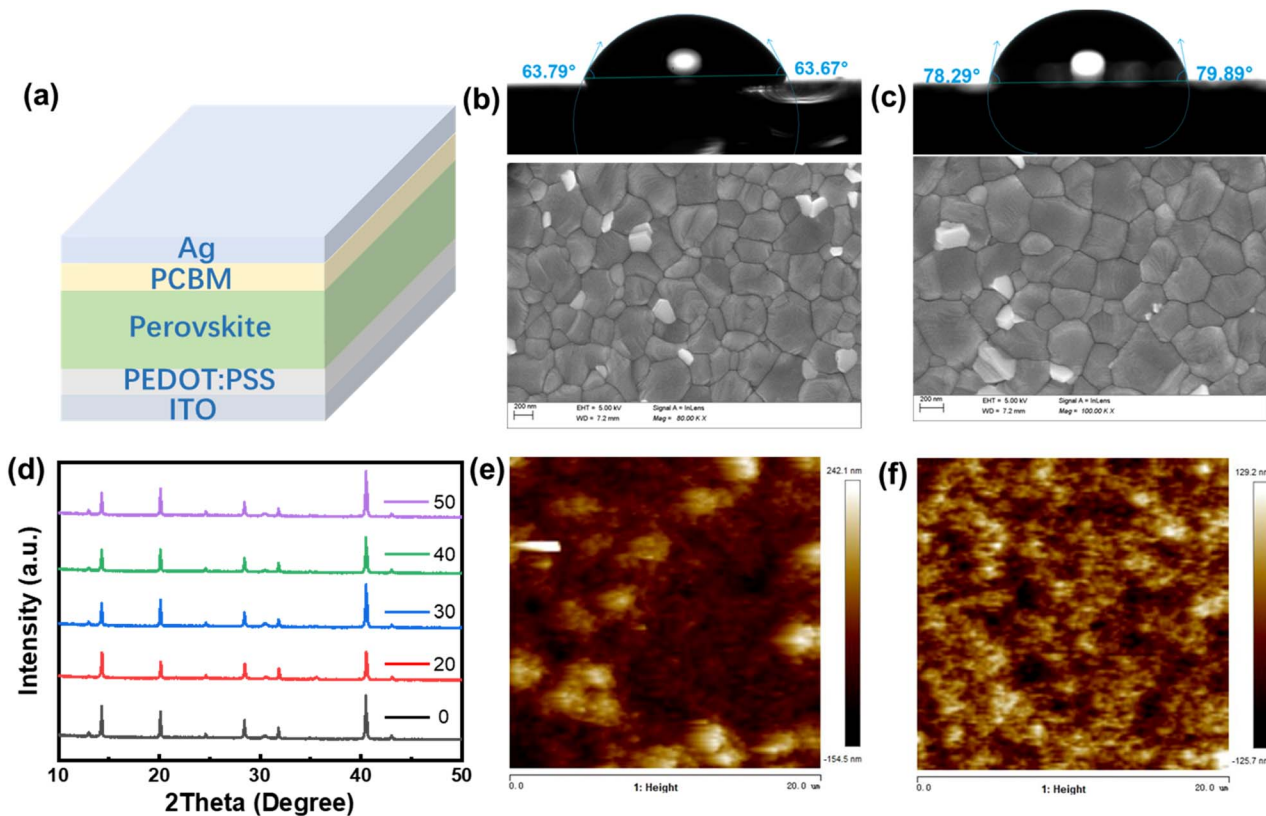 (a)
Ag
PCBM
Perovskite
PEDOT:PSS
ITO
(b)
63.79°
63.67°
200 nm
EHT = 5.00 kV
Signal A = InLens
WD = 7.2 mm
Mag = 80.00 K X
(c)
78.29°
79.89°
200 nm
EHT = 5.00 kV
Signal A = InLens
WD = 7.2 mm
Mag = 100.00 K X
(d)
Intensity (a.u.)
50
40
30
20
0
10 20 30 40 50
2Theta (Degree)
(e)
242.1 nm
-154.5 nm
0.0
1: Height
20.0 um
(f)
129.2 nm
-125.7 nm
0.0
1: Height
20.0 um